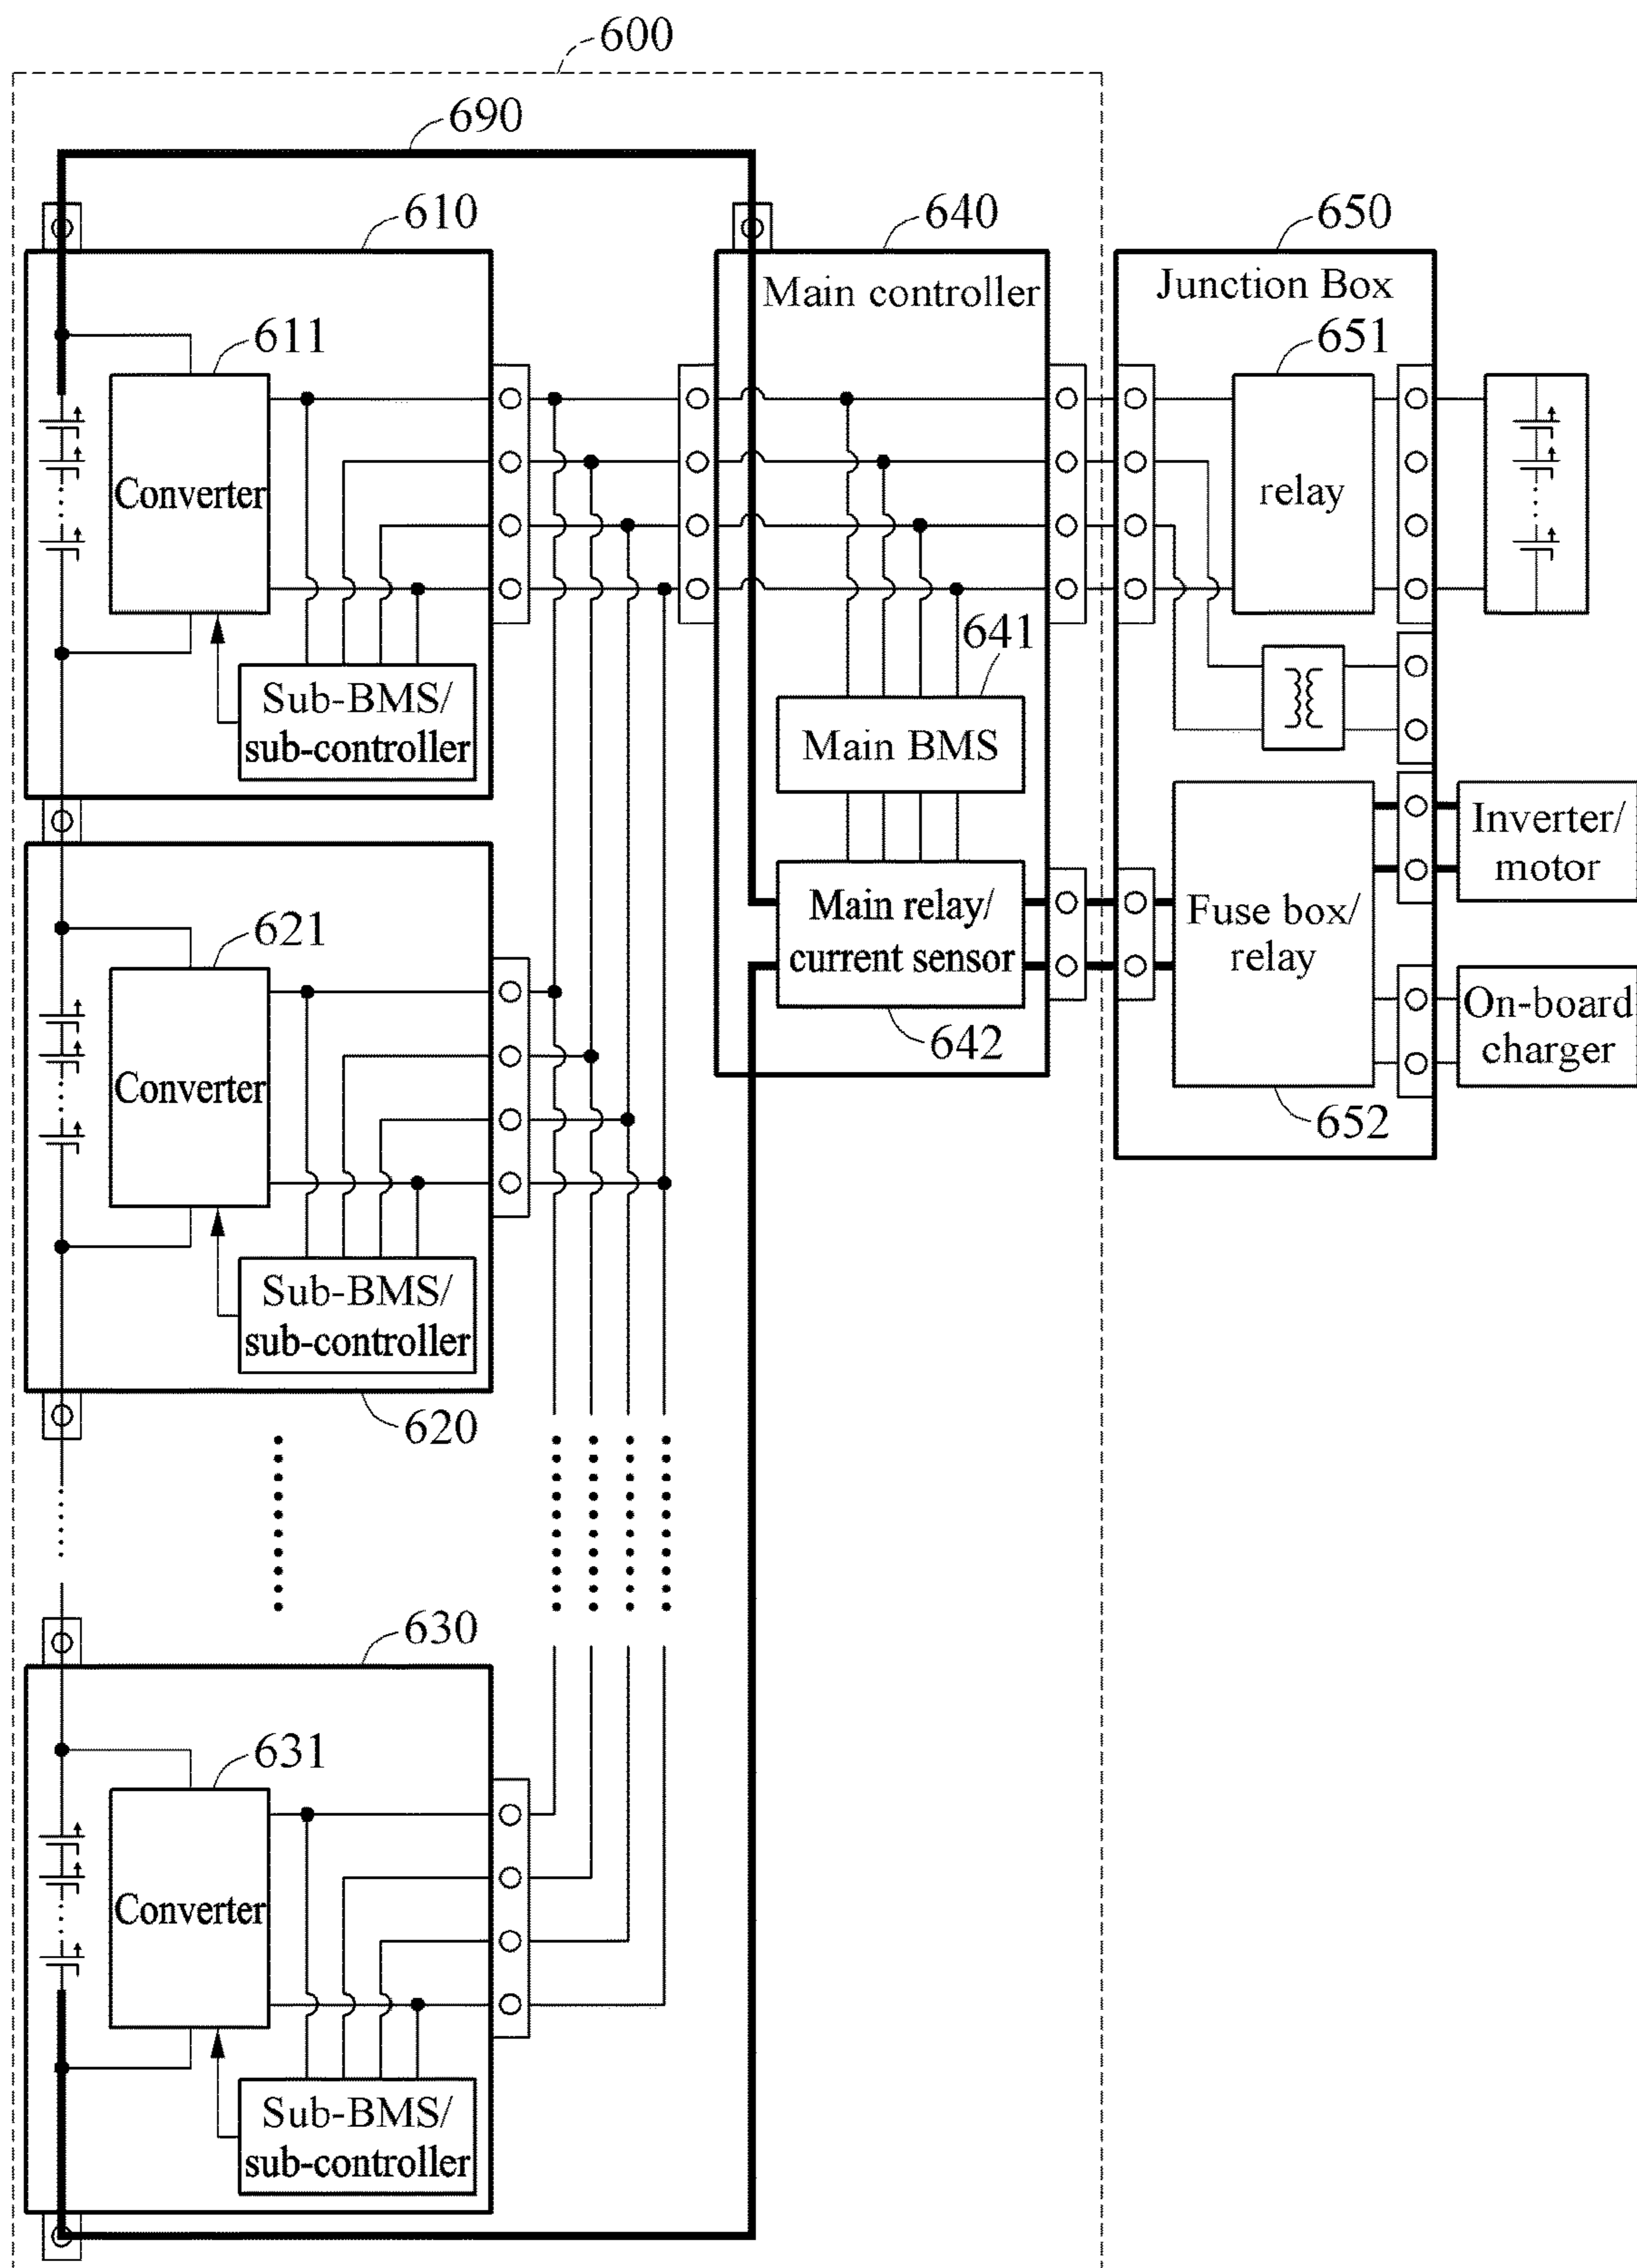 600
690
610
640
650
Main controller
Junction Box
611
651
Converter
relay
641
Sub-BMS/
sub-controller
Main BMS
Inverter/
motor
621
Main relay/
current sensor
Fuse box/
relay
On-board
charger
642
Converter
652
Sub-BMS/
sub-controller
620
630
631
Converter
Sub-BMS/
sub-controller